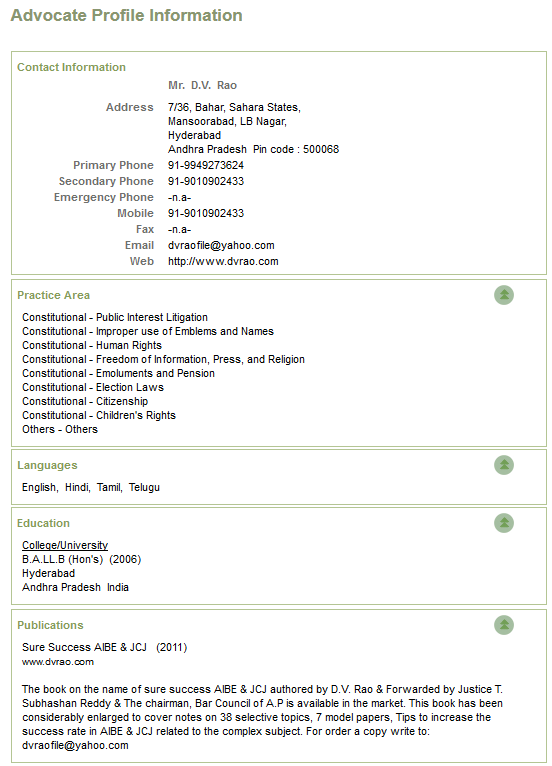 Advocate Profile Information
Contact Information
Mr. D.V. Rao
Address 7/36, Bahar, Sahara States,
Mansoorabad, LB Nagar,
Hyderabad
Andhra Pradesh Pin code : 500068
Primary Phone 91-9949273624
Secondary Phone 91-9010902433
Emergency Phone -n.a-
Mobile 91-9010902433
Fax -n.a-
Email dvraofile@yahoo.com
Web http://www.dvrao.com
Practice Area
Constitutional - Public Interest Litigation
Constitutional - Improper use of Emblems and Names
Constitutional - Human Rights
Constitutional - Freedom of Information, Press, and Religion
Constitutional - Emoluments and Pension
Constitutional - Election Laws
Constitutional - Citizenship
Constitutional - Children's Rights
Others - Others
Languages
English, Hindi, Tamil, Telugu
Education
College/University
B.A.LL.B (Hon's) (2006)
Hyderabad
Andhra Pradesh India
Publications
Sure Success AIBE & JCJ (2011)
www.dvrao.com
The book on the name of sure success AIBE & JCJ authored by D.V. Rao & Forwarded by Justice T.
Subhashan Reddy & The chairman, Bar Council of A.P is available in the market. This book has been
considerably enlarged to cover notes on 38 selective topics, 7 model papers, Tips to increase the
success rate in AIBE & JCJ related to the complex subject. For order a copy write to:
dvraofile@yahoo.com